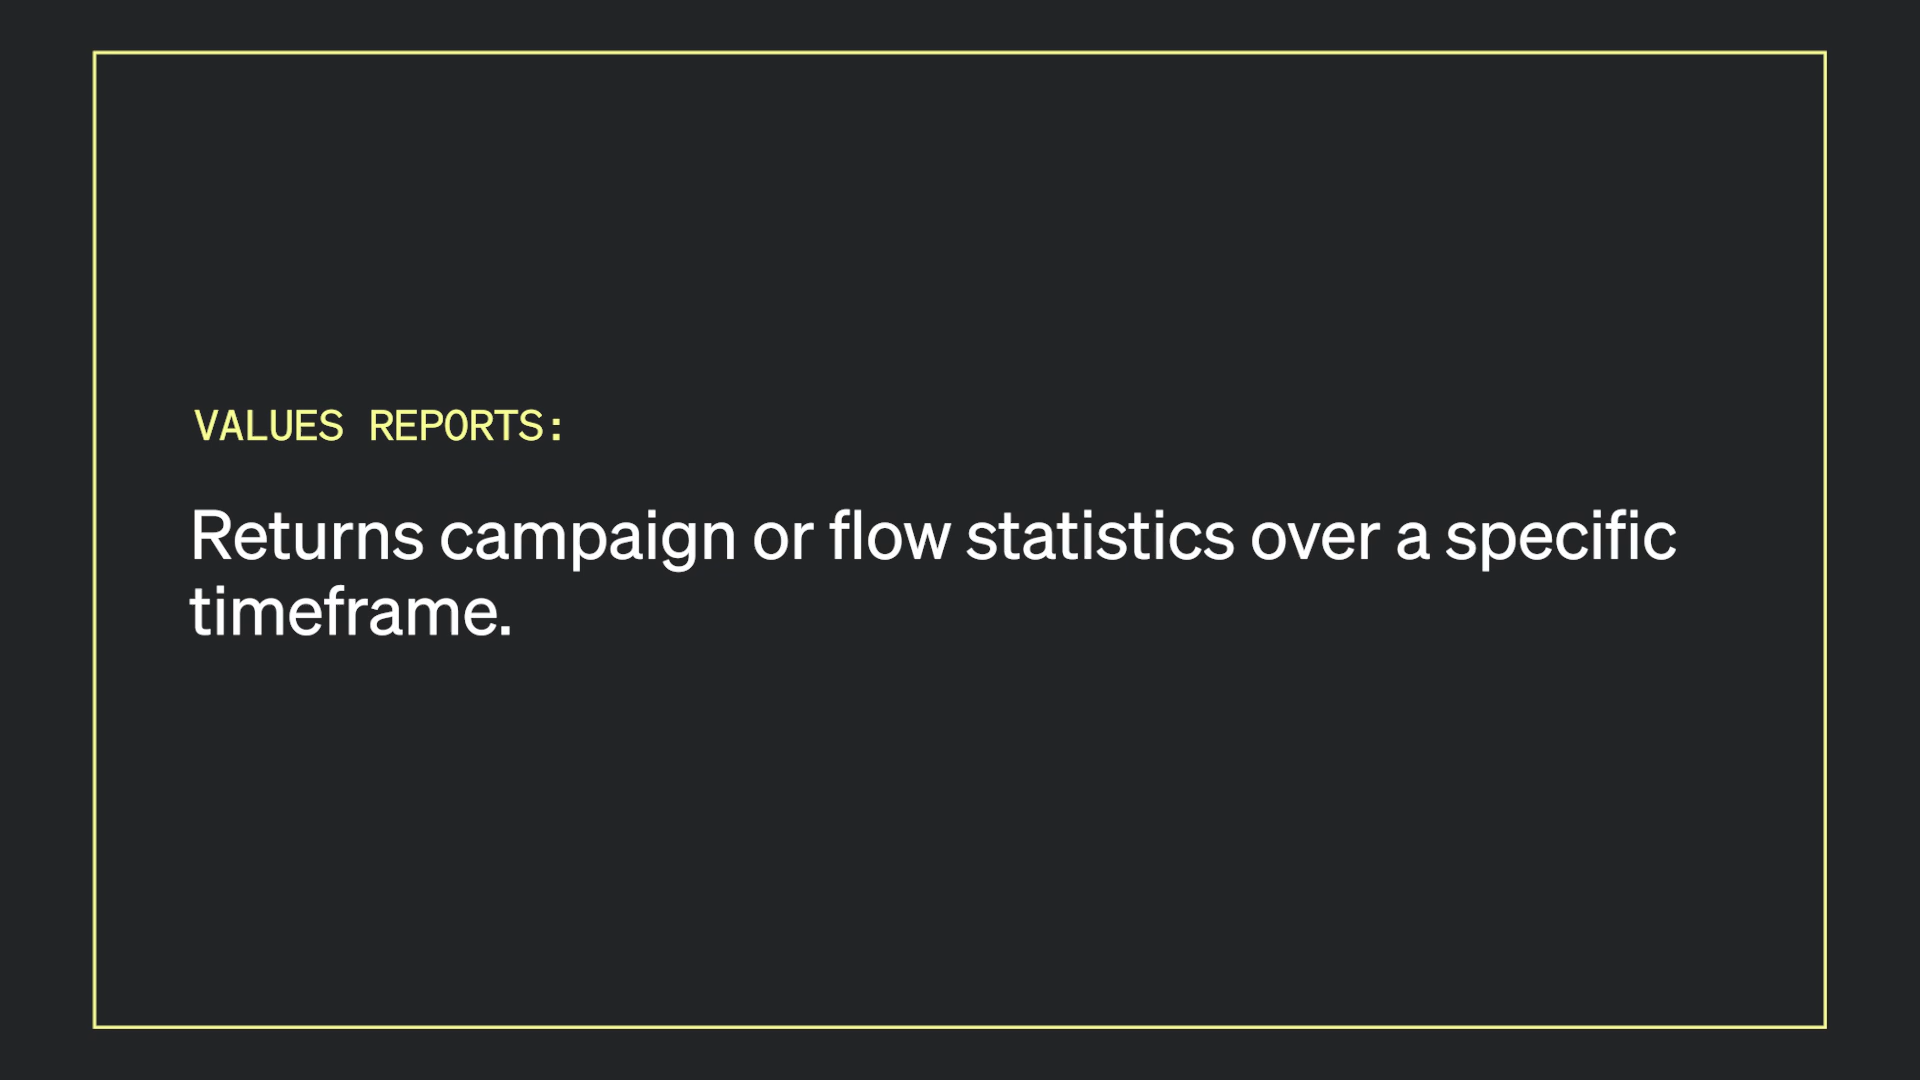 VALUES REPORTS:
Returns campaign or flow statistics over a specific
timeframe.